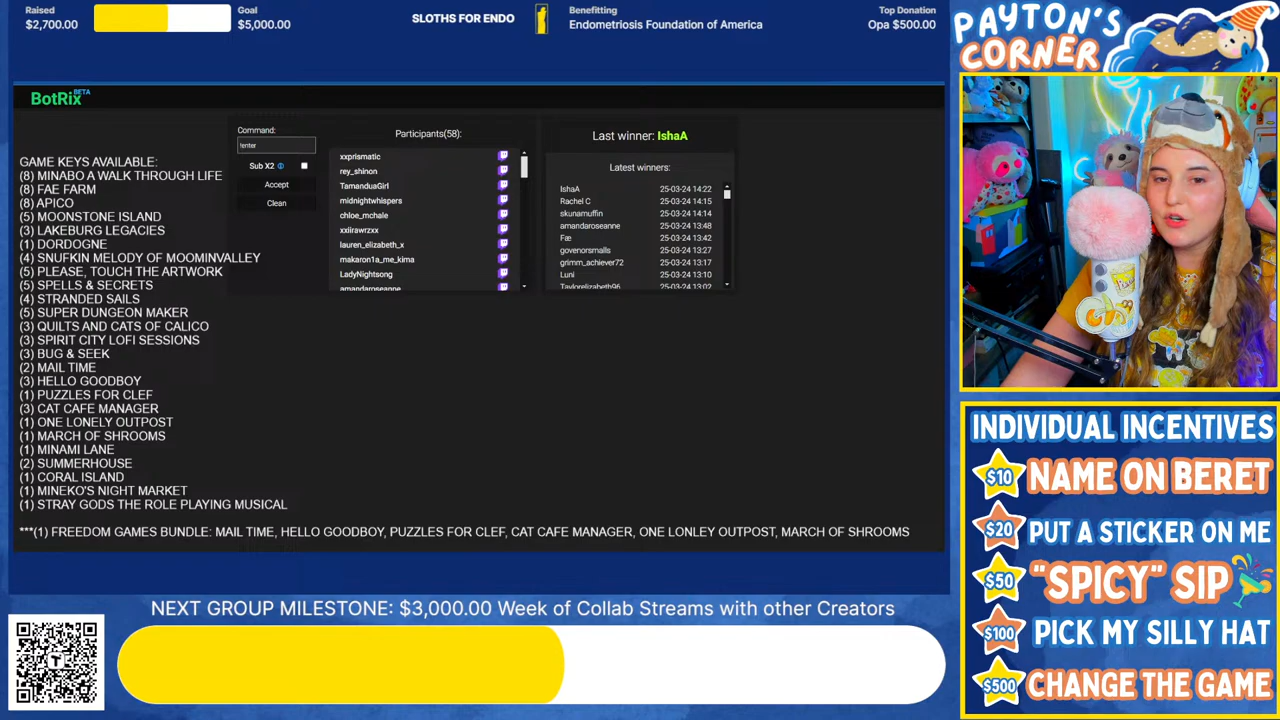 Raised
$2,700.00
Goal
$5,000.00
SLOTHS FOR ENDO
Benefitting
Endometriosis Foundation of America
Top Donation
Opa $500.00
PAYTON'S
CORNER
BotRix BETA
Command:
!enter
Sub X2
Accept
Clean
Participants(58):
xxprismatic
rey_shinon
TamanduaGirl
midnightwhispers
chloe_mchale
xxiirawrzxx
lauren_elizabeth_x
makaron1a_me_kima
LadyNightsong
amandaroseanne
Last winner: IshaA
Latest winners:
IshaA 25-03-24 14:22
Rachel C 25-03-24 14:15
skunamuffin 25-03-24 14:14
amandaroseanne 25-03-24 13:48
Fæ 25-03-24 13:42
govenorsmalls 25-03-24 13:27
grimm_achiever72 25-03-24 13:17
Luni 25-03-24 13:10
Taylorelizabeth96 25-03-24 13:02
GAME KEYS AVAILABLE:
(8) MINABO A WALK THROUGH LIFE
(8) FAE FARM
(8) APICO
(5) MOONSTONE ISLAND
(3) LAKEBURG LEGACIES
(1) DORDOGNE
(4) SNUFKIN MELODY OF MOOMINVALLEY
(5) PLEASE, TOUCH THE ARTWORK
(5) SPELLS & SECRETS
(4) STRANDED SAILS
(5) SUPER DUNGEON MAKER
(3) QUILTS AND CATS OF CALICO
(3) SPIRIT CITY LOFI SESSIONS
(3) BUG & SEEK
(2) MAIL TIME
(3) HELLO GOODBOY
(1) PUZZLES FOR CLEF
(3) CAT CAFE MANAGER
(1) ONE LONELY OUTPOST
(1) MARCH OF SHROOMS
(1) MINAMI LANE
(2) SUMMERHOUSE
(1) CORAL ISLAND
(1) MINEKO'S NIGHT MARKET
(1) STRAY GODS THE ROLE PLAYING MUSICAL
***(1) FREEDOM GAMES BUNDLE: MAIL TIME, HELLO GOODBOY, PUZZLES FOR CLEF, CAT CAFE MANAGER, ONE LONLEY OUTPOST, MARCH OF SHROOMS
NEXT GROUP MILESTONE: $3,000.00 Week of Collab Streams with other Creators
INDIVIDUAL INCENTIVES
$10 NAME ON BERET
$20 PUT A STICKER ON ME
$50 "SPICY" SIP
$100 PICK MY SILLY HAT
$500 CHANGE THE GAME